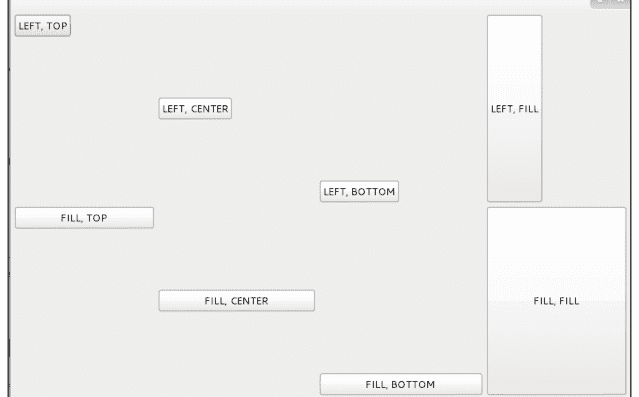 LEFT, TOP
LEFT, CENTER
LEFT, FILL
LEFT, BOTTOM
FILL, TOP
FILL, CENTER
FILL, FILL
FILL, BOTTOM